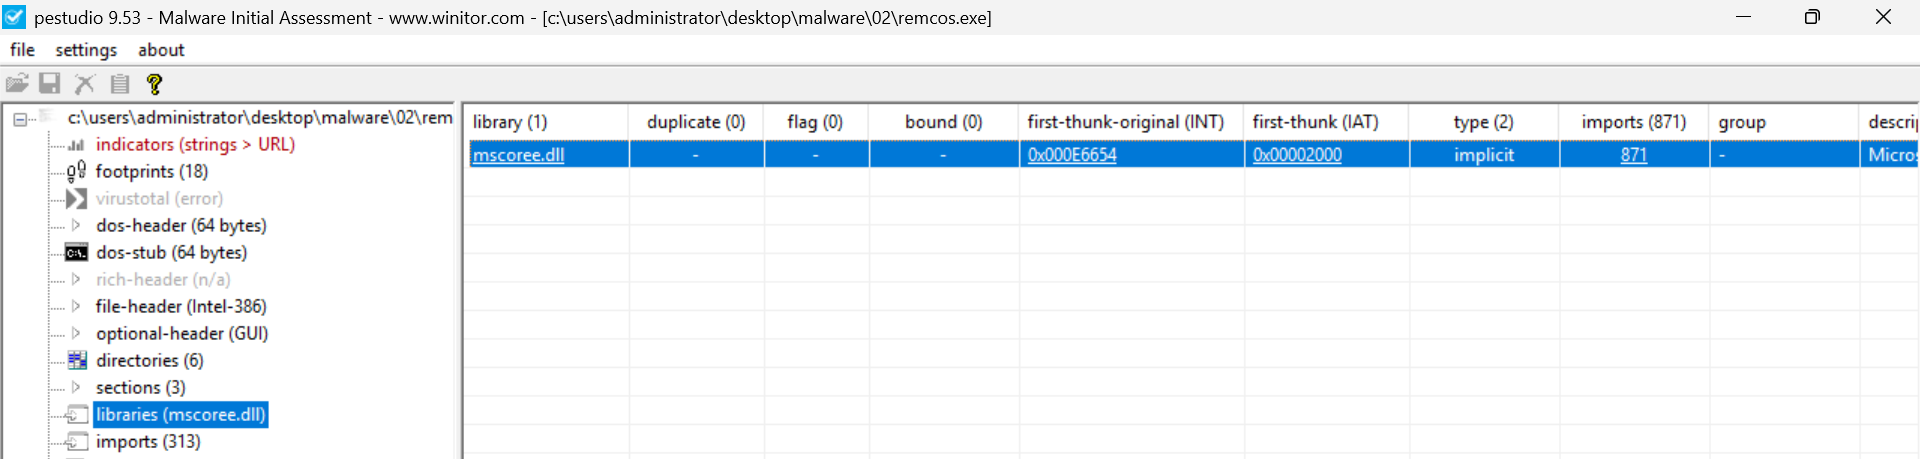 pestudio 9.53 - Malware Initial Assessment - www.winitor.com - [c:\users\administrator\desktop\malware\02\remcos.exe]
file settings about
c:\users\administrator\desktop\malware\02\rem
indicators (strings > URL)
footprints (18)
virustotal (error)
dos-header (64 bytes)
dos-stub (64 bytes)
rich-header (n/a)
file-header (Intel-386)
optional-header (GUI)
directories (6)
sections (3)
libraries (mscoree.dll)
imports (313)
library (1) duplicate (0) flag (0) bound (0) first-thunk-original (INT) first-thunk (IAT) type (2) imports (871) group descrip
mscoree.dll - - - 0x000E6654 0x00002000 implicit 871 - Micros